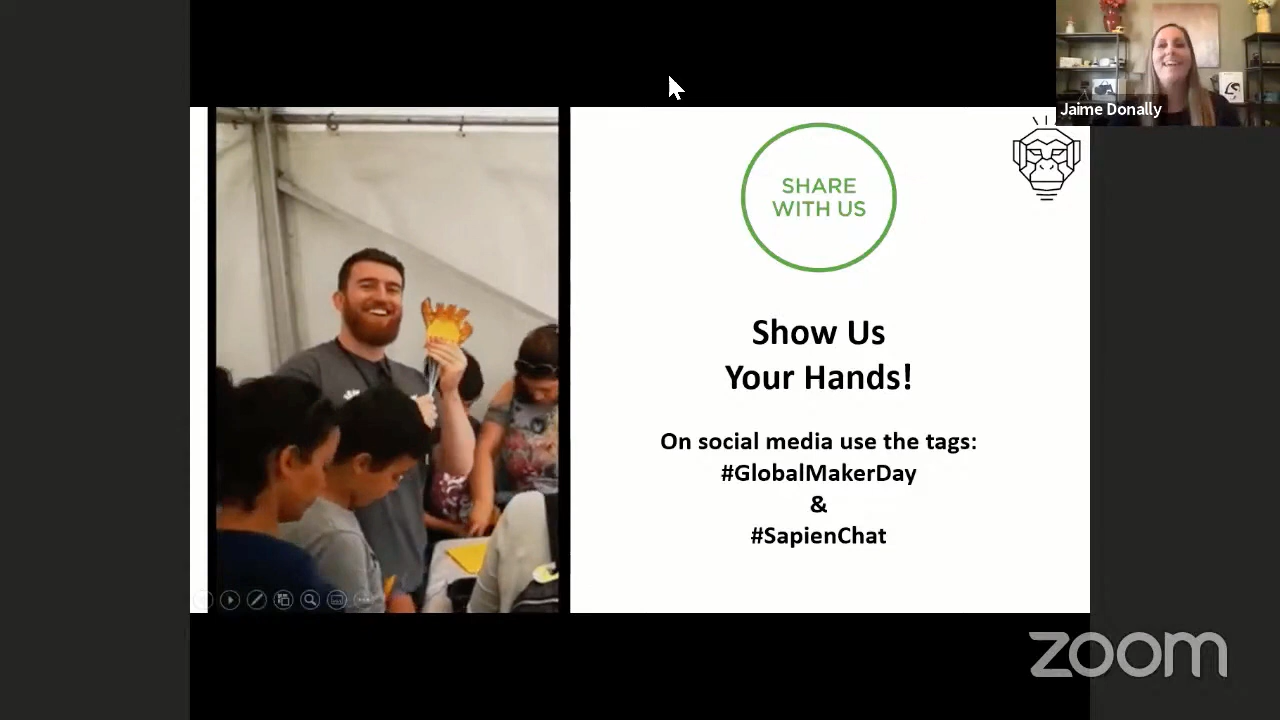 Jaime Donally
SHARE
WITH US
Show Us
Your Hands!
On social media use the tags:
#GlobalMakerDay
&
#SapienChat
zoom